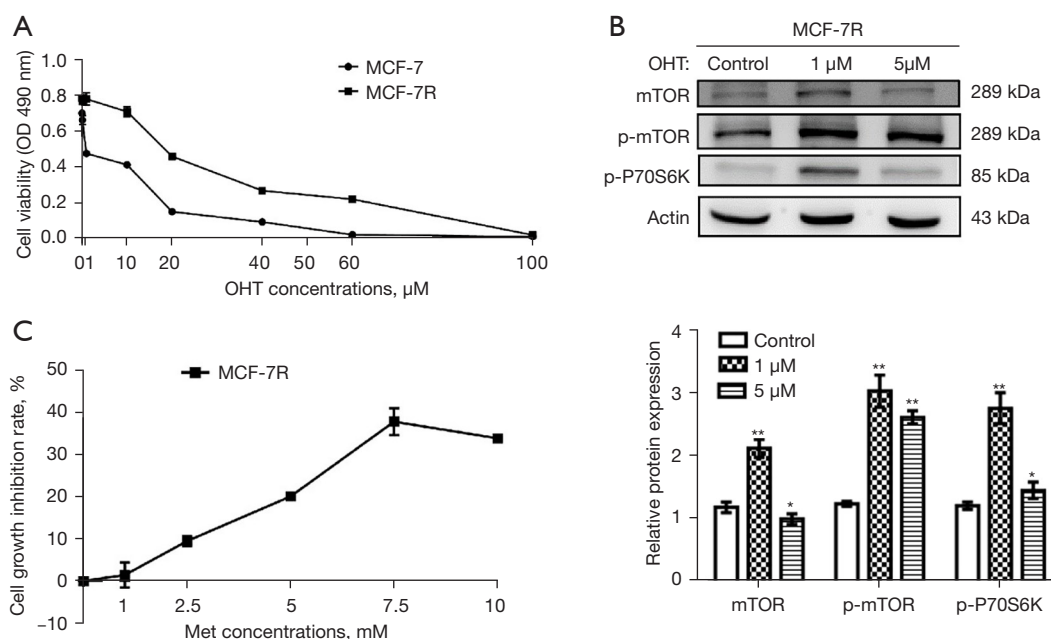 A
Cell viability (OD 490 nm)
1.0
0.8
0.6
0.4
0.2
0.0
MCF-7
MCF-7R
01 10 20 40 60 100
OHT concentrations, µM
B
MCF-7R
OHT: Control 1 µM 5µM
mTOR 289 kDa
p-mTOR 289 kDa
p-P70S6K 85 kDa
Actin 43 kDa
C
Cell growth inhibition rate, %
50
40
30
20
10
0
−10
MCF-7R
1 2.5 5 7.5 10
Met concentrations, mM
Relative protein expression
4
3
2
1
0
Control
1 µM
5 µM
** * ** ** ** *
mTOR p-mTOR p-P70S6K